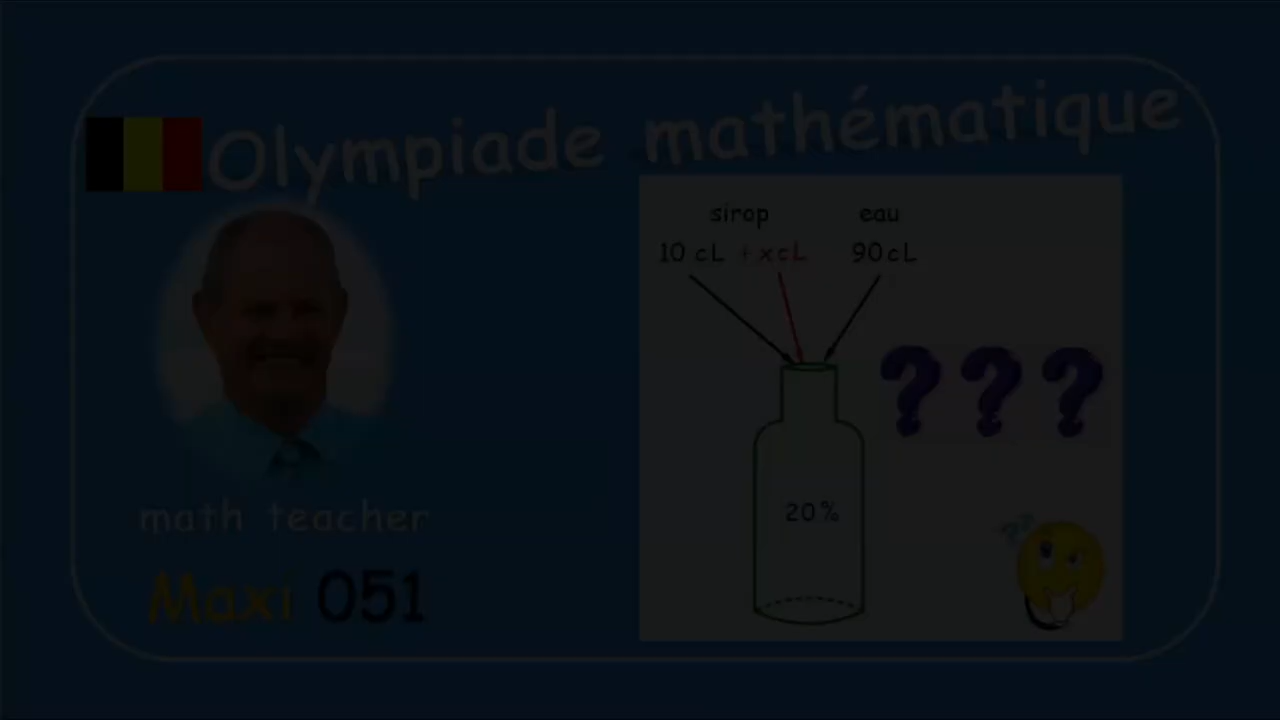 Olympiade mathématique
sirop eau
10 cL + x cL 90 cL
? ? ?
20 %
??
math teacher
Maxi 051